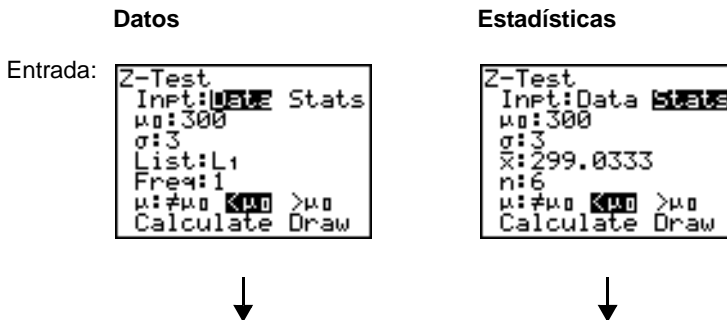 Datos
Estadísticas
Entrada:
Z-Test
Inpt:Data Stats
μ0:300
σ:3
List:L1
Freq:1
μ:≠μ0 <μ0 >μ0
Calculate Draw
Z-Test
Inpt:Data Stats
μ0:300
σ:3
x̄:299.0333
n:6
μ:≠μ0 <μ0 >μ0
Calculate Draw